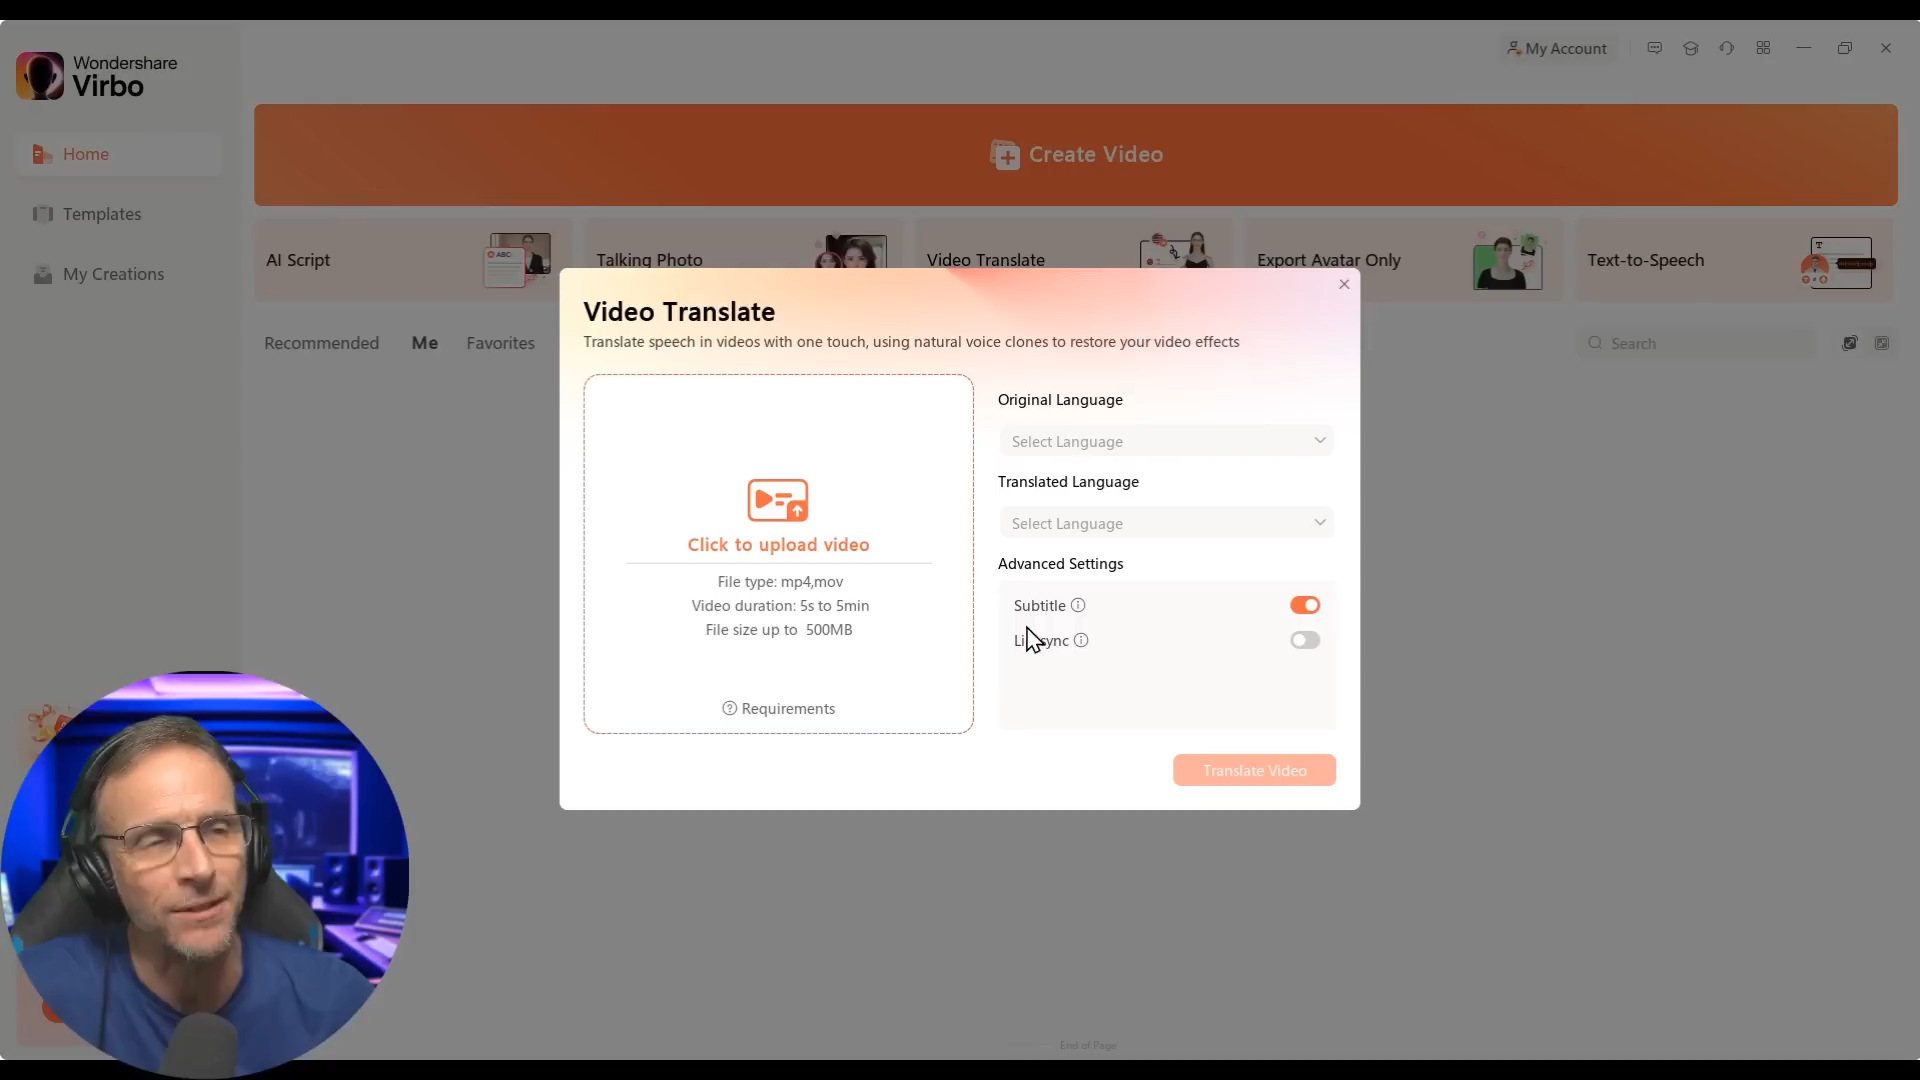 Wondershare
Virbo
My Account
Home
Templates
My Creations
Create Video
AI Script
ABC
Talking Photo
Video Translate
Export Avatar Only
Text-to-Speech
Recommended
Me
Favorites
Search
Video Translate
Translate speech in videos with one touch, using natural voice clones to restore your video effects
Click to upload video
File type: mp4,mov
Video duration: 5s to 5min
File size up to 500MB
Requirements
Original Language
Select Language
Translated Language
Select Language
Advanced Settings
Subtitle
Translate Video
End of Page